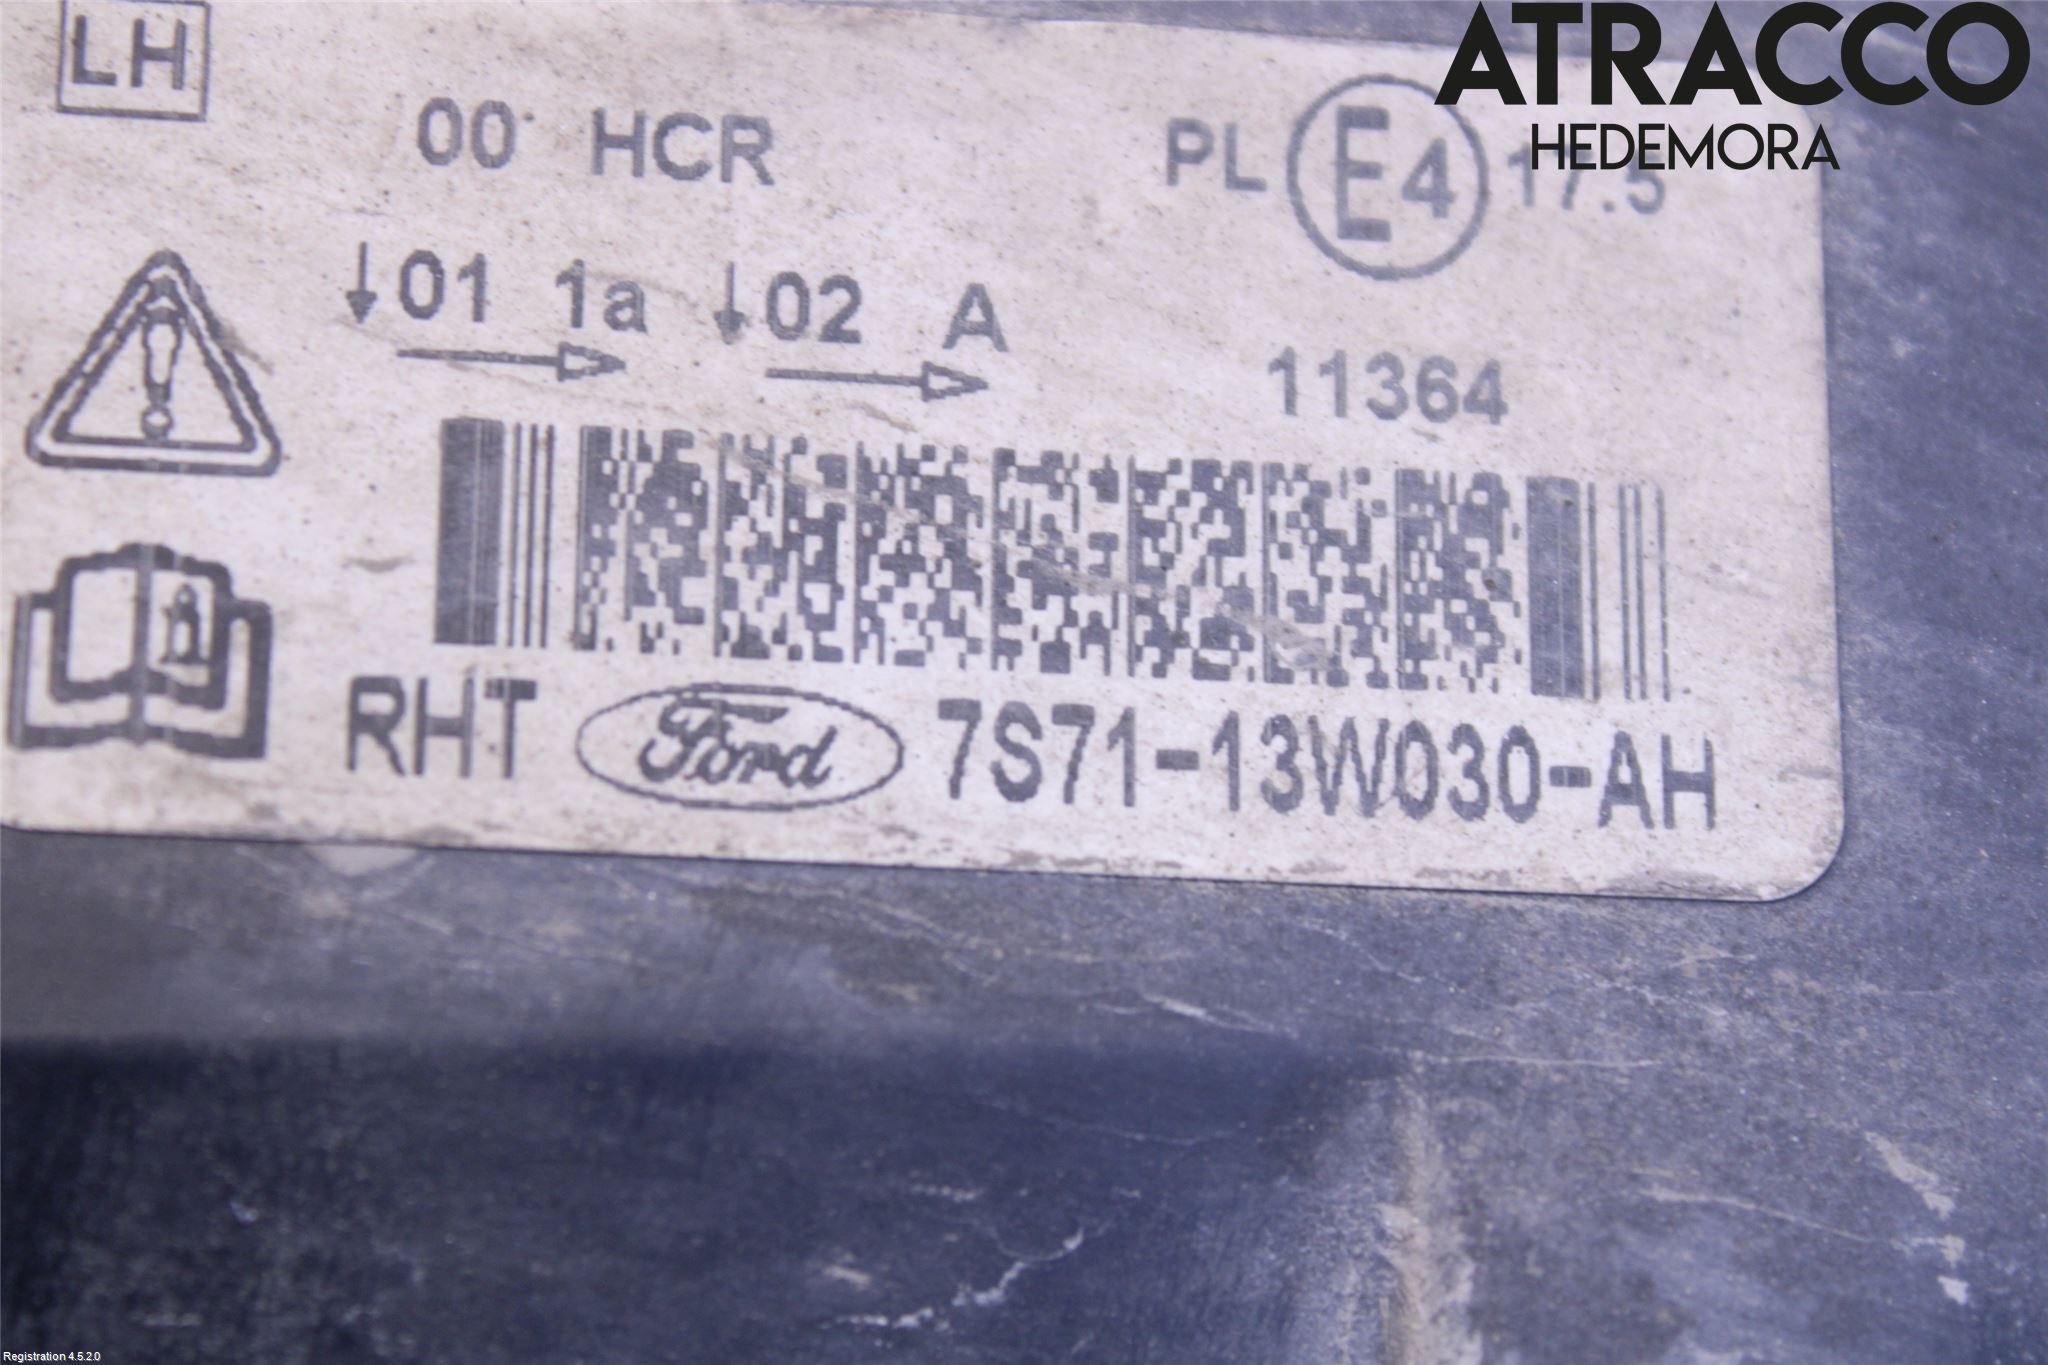 ATRACCO
HEDEMORA
LH
00 HCR
PL E4 17.5
↓01 1a ↓02 A
11364
RHT Ford 7S71-13W030-AH
Registration 4.5.2.0